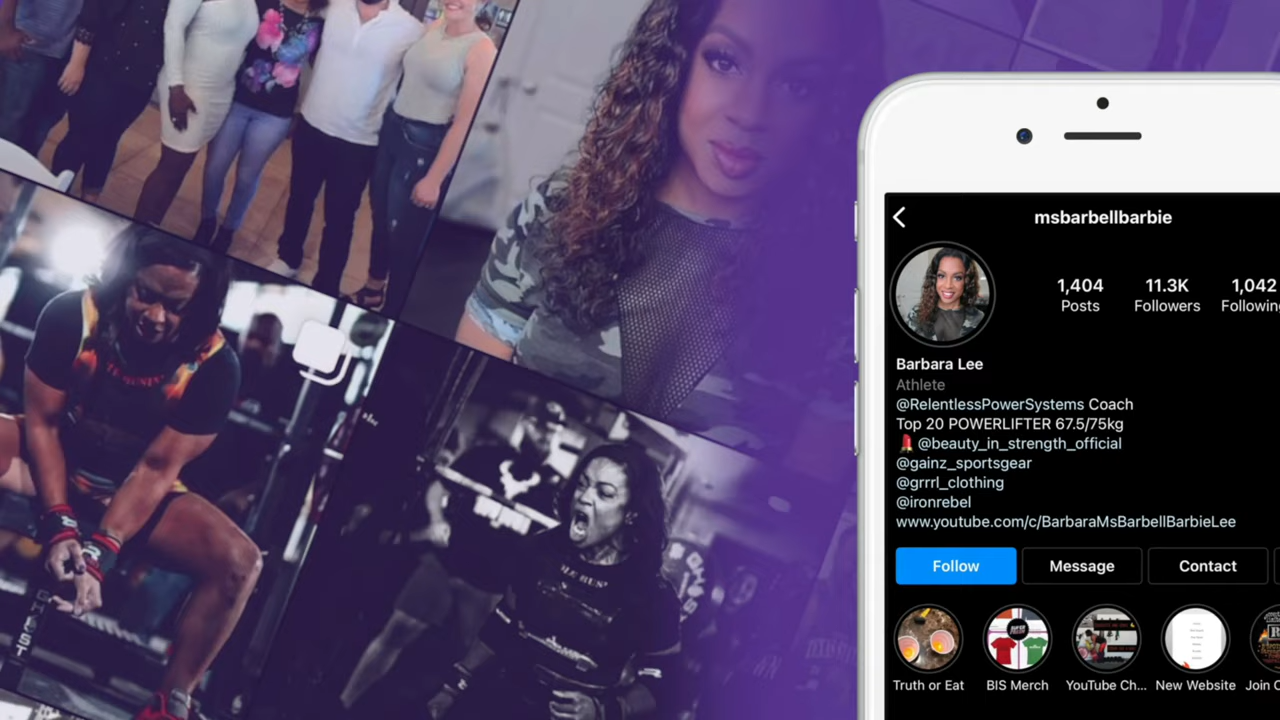 msbarbellbarbie
1,404 11.3K 1,042
Posts Followers Following
Barbara Lee
Athlete
@RelentlessPowerSystems Coach
Top 20 POWERLIFTER 67.5/75kg
💄 @beauty_in_strength_official
@gainz_sportsgear
@grrrl_clothing
@ironrebel
www.youtube.com/c/BarbaraMsBarbellBarbieLee
Follow Message Contact
Truth or Eat BIS Merch YouTube Ch... New Website Join